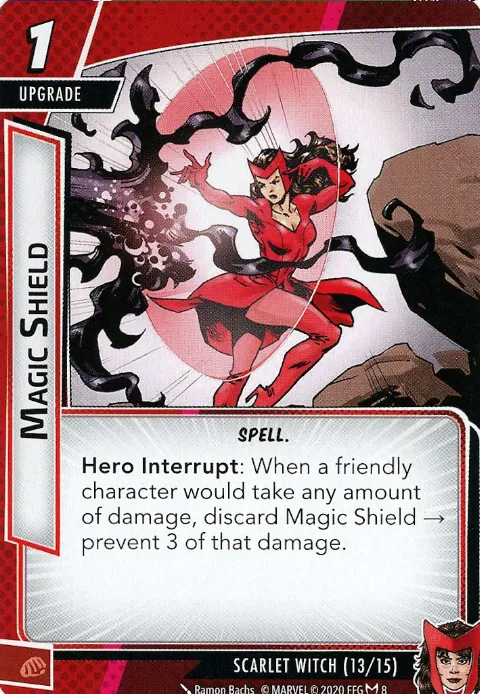 1
UPGRADE
MAGIC SHIELD
SPELL.
Hero Interrupt: When a friendly
character would take any amount
of damage, discard Magic Shield →
prevent 3 of that damage.
SCARLET WITCH (13/15)
Ramon Bachs © MARVEL © 2020 FFG M 8